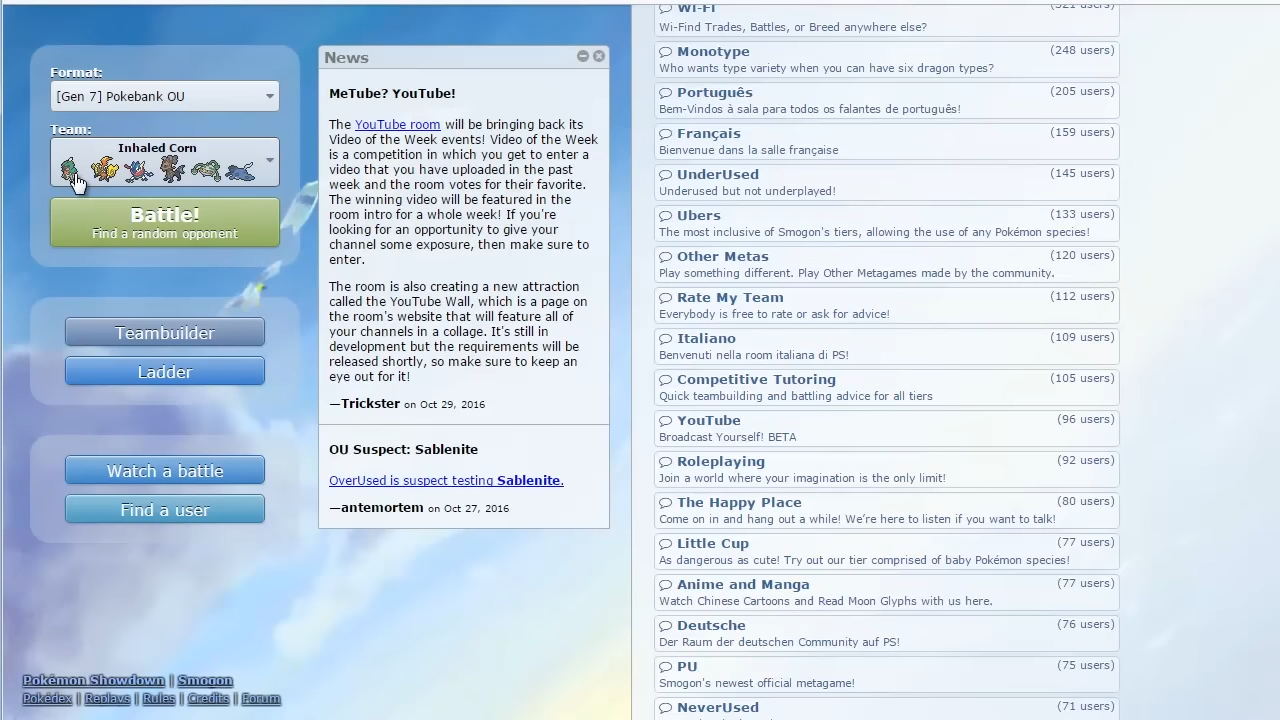 Format:
[Gen 7] Pokebank OU
Team:
Inhaled Corn
Battle!
Find a random opponent
Teambuilder
Ladder
Watch a battle
Find a user
Pokémon Showdown | Smogon
Pokédex | Replays | Rules | Credits | Forum
News
MeTube? YouTube!
The YouTube room will be bringing back its
Video of the Week events! Video of the Week
is a competition in which you get to enter a
video that you have uploaded in the past
week and the room votes for their favorite.
The winning video will be featured in the
room intro for a whole week! If you're
looking for an opportunity to give your
channel some exposure, then make sure to
enter.
The room is also creating a new attraction
called the YouTube Wall, which is a page on
the room's website that will feature all of
your channels in a collage. It's still in
development but the requirements will be
released shortly, so make sure to keep an
eye out for it!
—Trickster on Oct 29, 2016
OU Suspect: Sablenite
OverUsed is suspect testing Sablenite.
—antemortem on Oct 27, 2016
Wi-Fi (321 users)
Wi-Find Trades, Battles, or Breed anywhere else?
Monotype (248 users)
Who wants type variety when you can have six dragon types?
Português (205 users)
Bem-Vindos à sala para todos os falantes de português!
Français (159 users)
Bienvenue dans la salle française
UnderUsed (145 users)
Underused but not underplayed!
Ubers (133 users)
The most inclusive of Smogon's tiers, allowing the use of any Pokémon species!
Other Metas (120 users)
Play something different. Play Other Metagames made by the community.
Rate My Team (112 users)
Everybody is free to rate or ask for advice!
Italiano (109 users)
Benvenuti nella room italiana di PS!
Competitive Tutoring (105 users)
Quick teambuilding and battling advice for all tiers
YouTube (96 users)
Broadcast Yourself! BETA
Roleplaying (92 users)
Join a world where your imagination is the only limit!
The Happy Place (80 users)
Come on in and hang out a while! We're here to listen if you want to talk!
Little Cup (77 users)
As dangerous as cute! Try out our tier comprised of baby Pokémon species!
Anime and Manga (77 users)
Watch Chinese Cartoons and Read Moon Glyphs with us here.
Deutsche (76 users)
Der Raum der deutschen Community auf PS!
PU (75 users)
Smogon's newest official metagame!
NeverUsed (71 users)